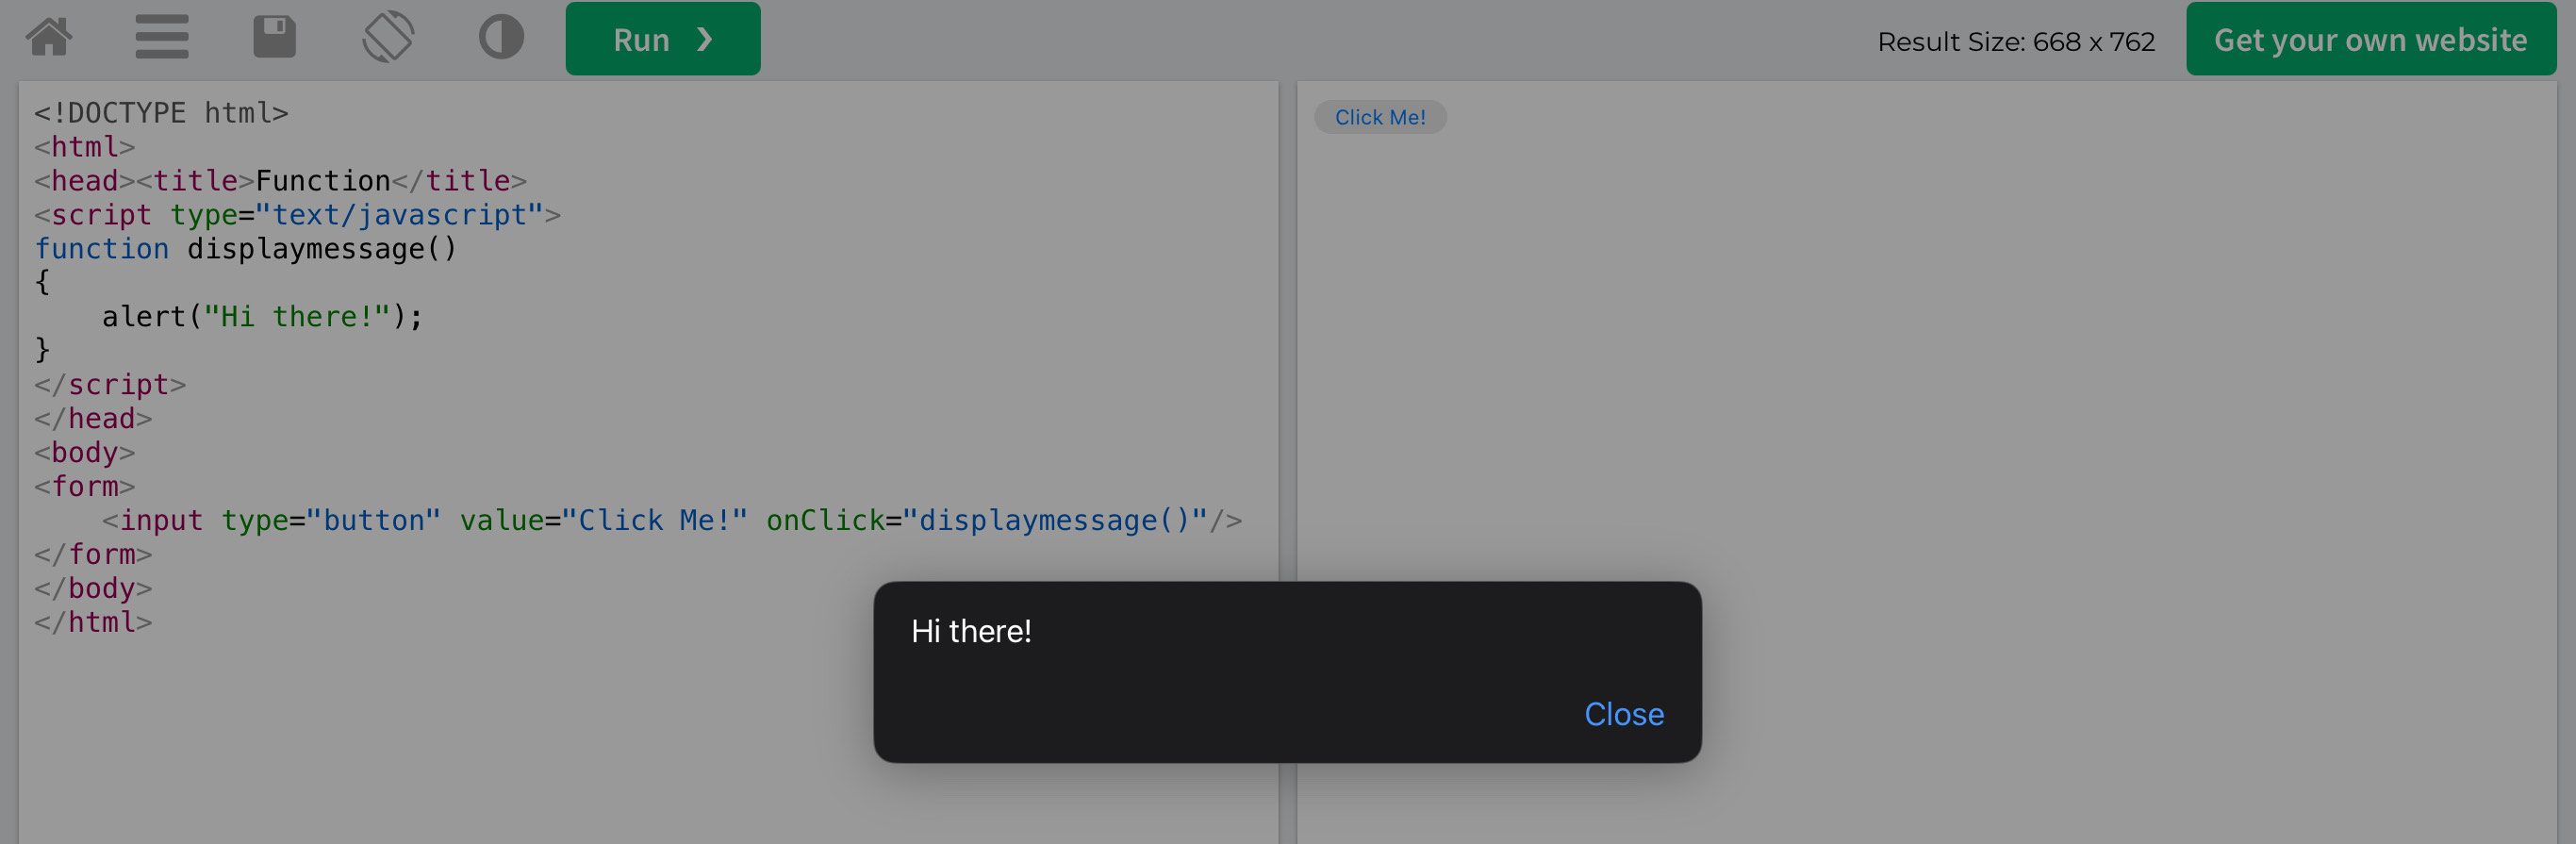 Run ❯
Result Size: 668 x 762
Get your own website
<!DOCTYPE html>
<html>
<head><title>Function</title>
<script type="text/javascript">
function displaymessage()
{
    alert("Hi there!");
}
</script>
</head>
<body>
<form>
    <input type="button" value="Click Me!" onClick="displaymessage()"/>
</form>
</body>
</html>
Click Me!
Hi there!
Close